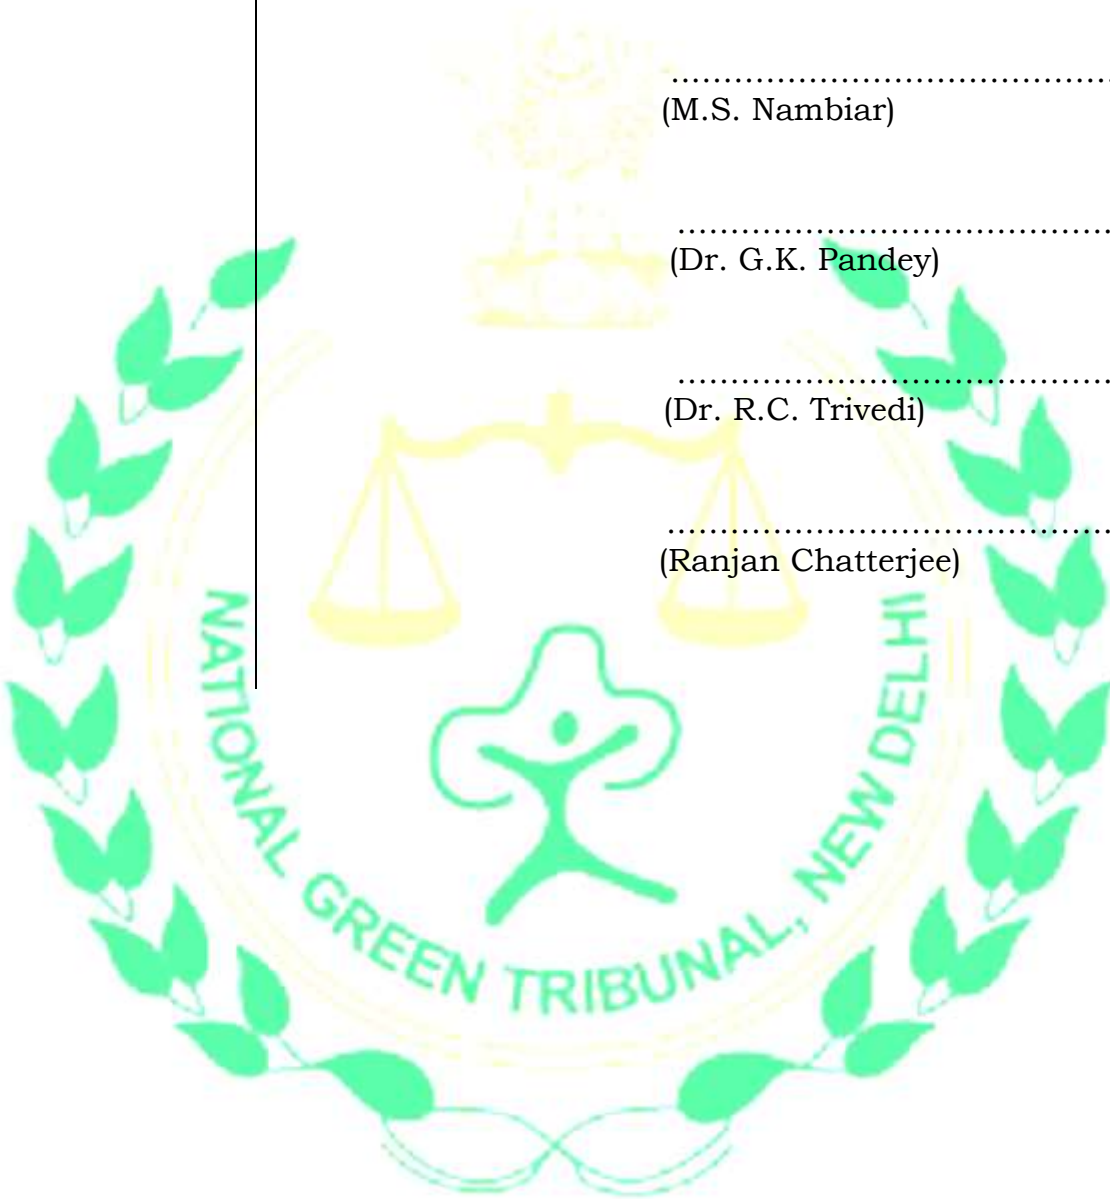 ...............................................
(M.S. Nambiar)
...............................................
(Dr. G.K. Pandey)
...............................................
(Dr. R.C. Trivedi)
...............................................
(Ranjan Chatterjee)
NATIONAL GREEN TRIBUNAL, NEW DELHI